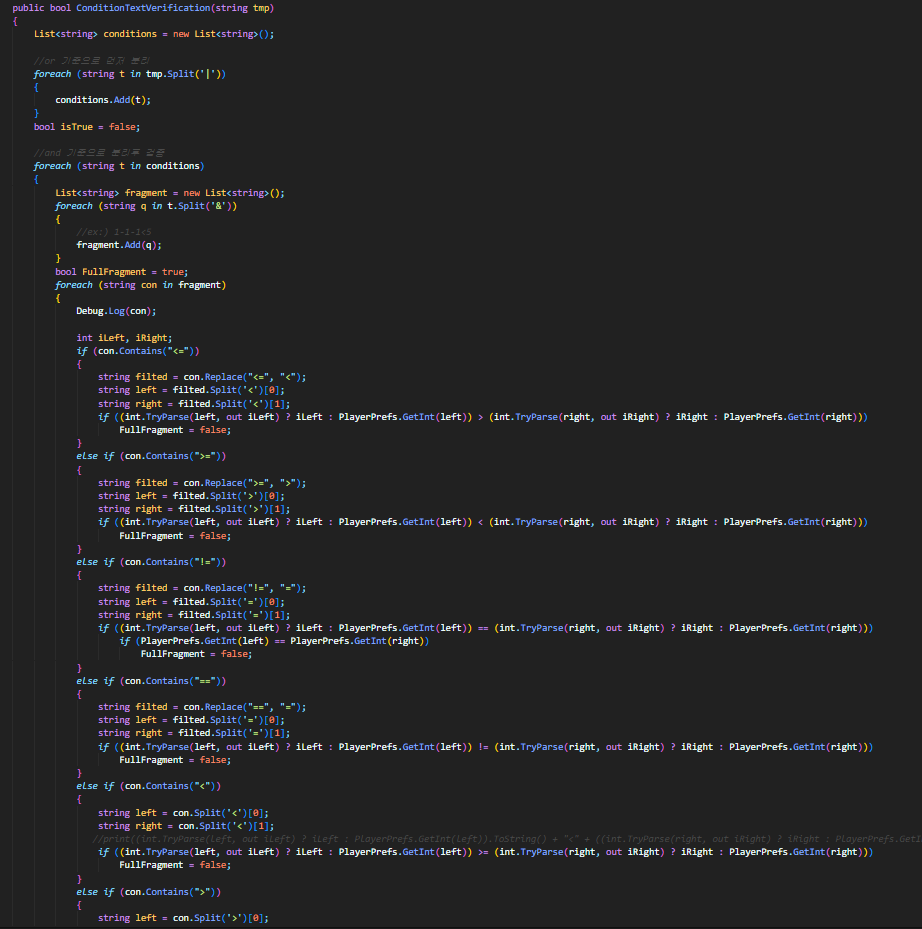 public bool ConditionTextVerification(string tmp)
{
List<string> conditions = new List<string>();
//or 기준으로 먼저 분리
foreach (string t in tmp.Split('|'))
{
conditions.Add(t);
}
bool isTrue = false;
//and 기준으로 분리후 검출
foreach (string t in conditions)
{
List<string> fragment = new List<string>();
foreach (string q in t.Split('&'))
{
//ex:) 1-1-1<5
fragment.Add(q);
}
bool FullFragment = true;
foreach (string con in fragment)
{
Debug.Log(con);
int iLeft, iRight;
if (con.Contains("<="))
{
string filted = con.Replace("<=", "<");
string left = filted.Split('<')[0];
string right = filted.Split('<')[1];
if ((int.TryParse(left, out iLeft) ? iLeft : PlayerPrefs.GetInt(left)) > (int.TryParse(right, out iRight) ? iRight : PlayerPrefs.GetInt(right)))
FullFragment = false;
}
else if (con.Contains(">="))
{
string filted = con.Replace(">=", ">");
string left = filted.Split('>')[0];
string right = filted.Split('>')[1];
if ((int.TryParse(left, out iLeft) ? iLeft : PlayerPrefs.GetInt(left)) < (int.TryParse(right, out iRight) ? iRight : PlayerPrefs.GetInt(right)))
FullFragment = false;
}
else if (con.Contains("!="))
{
string filted = con.Replace("!=", "=");
string left = filted.Split('=')[0];
string right = filted.Split('=')[1];
if ((int.TryParse(left, out iLeft) ? iLeft : PlayerPrefs.GetInt(left)) == (int.TryParse(right, out iRight) ? iRight : PlayerPrefs.GetInt(right)))
if (PlayerPrefs.GetInt(left) == PlayerPrefs.GetInt(right))
FullFragment = false;
}
else if (con.Contains("=="))
{
string filted = con.Replace("==", "=");
string left = filted.Split('=')[0];
string right = filted.Split('=')[1];
if ((int.TryParse(left, out iLeft) ? iLeft : PlayerPrefs.GetInt(left)) != (int.TryParse(right, out iRight) ? iRight : PlayerPrefs.GetInt(right)))
FullFragment = false;
}
else if (con.Contains("<"))
{
string left = con.Split('<')[0];
string right = con.Split('<')[1];
//print((int.TryParse(left, out iLeft) ? iLeft : PlayerPrefs.GetInt(left)).ToString() + "<" + ((int.TryParse(right, out iRight) ? iRight : PlayerPrefs.GetI
if ((int.TryParse(left, out iLeft) ? iLeft : PlayerPrefs.GetInt(left)) >= (int.TryParse(right, out iRight) ? iRight : PlayerPrefs.GetInt(right)))
FullFragment = false;
}
else if (con.Contains(">"))
{
string left = con.Split('>')[0];